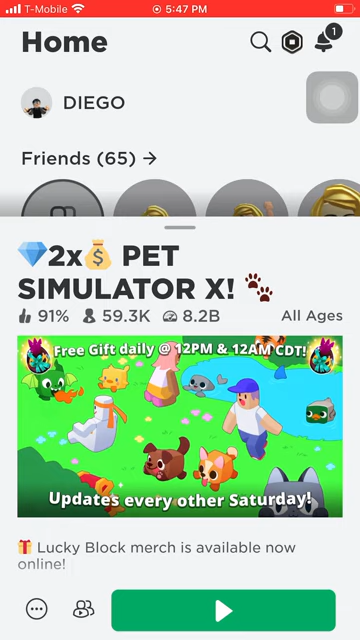 T-Mobile 5:47 PM
Home
1
DIEGO
Friends (65) →
💎2x💰 PET
SIMULATOR X! 🐾
91% 59.3K 8.2B All Ages
Free Gift daily @ 12PM & 12AM CDT!
Updates every other Saturday!
🎁 Lucky Block merch is available now
online!